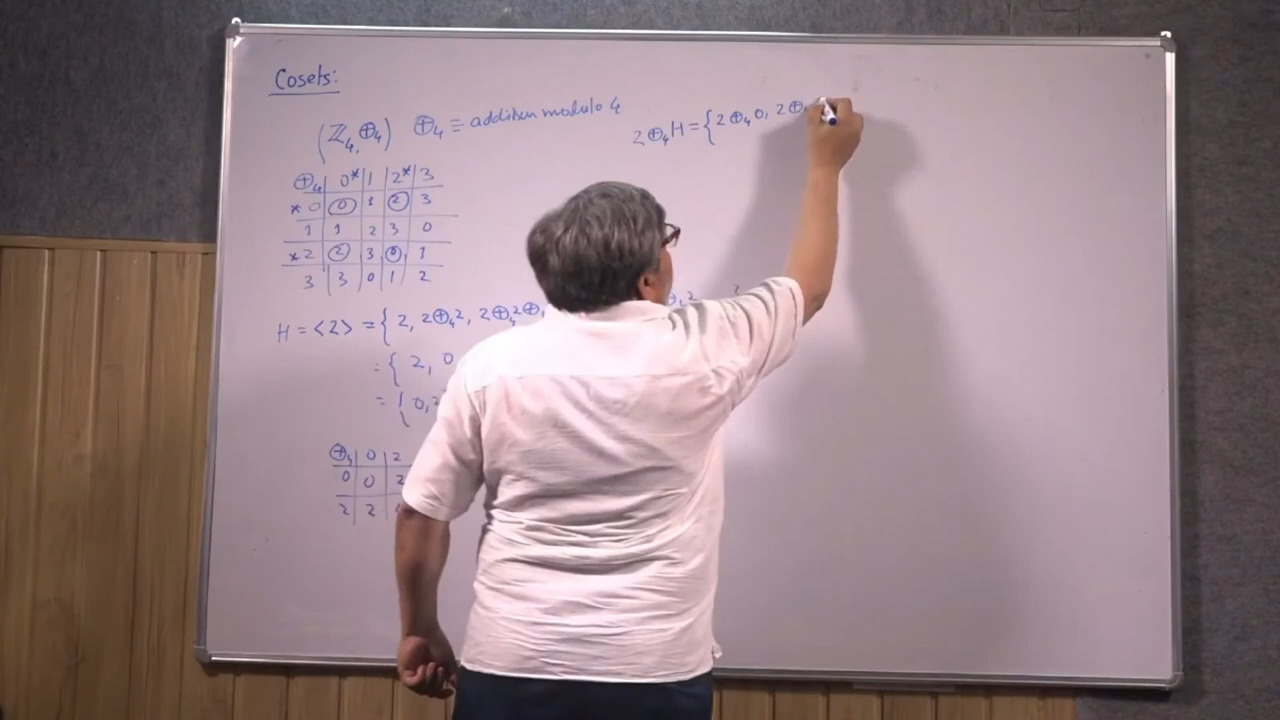 Cosets:
(ℤ₄, ⊕₄) ⊕₄ ≡ addition modulo 4
⊕₄ | 0* | 1 | 2* | 3
* 0 | 0 | 1 | 2 | 3
1 | 1 | 2 | 3 | 0
* 2 | 2 | 3 | 0 | 1
3 | 3 | 0 | 1 | 2
H = <2> = { 2, 2⊕₄2, 2⊕₄2⊕
= { 2, 0
= { 0, 2
⊕₄ | 0 | 2
0 | 0 | 2
2 | 2
2⊕₄H = { 2⊕₄0, 2⊕